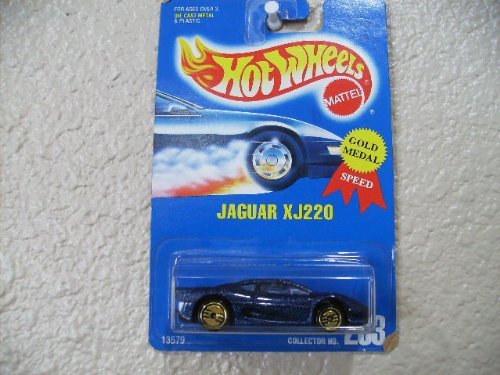 FOR AGES OVER 3
DIE CAST METAL
& PLASTIC
HOT WHEELS
MATTEL
®
GOLD
MEDAL
SPEED
JAGUAR XJ220
13579
COLLECTOR NO. 203